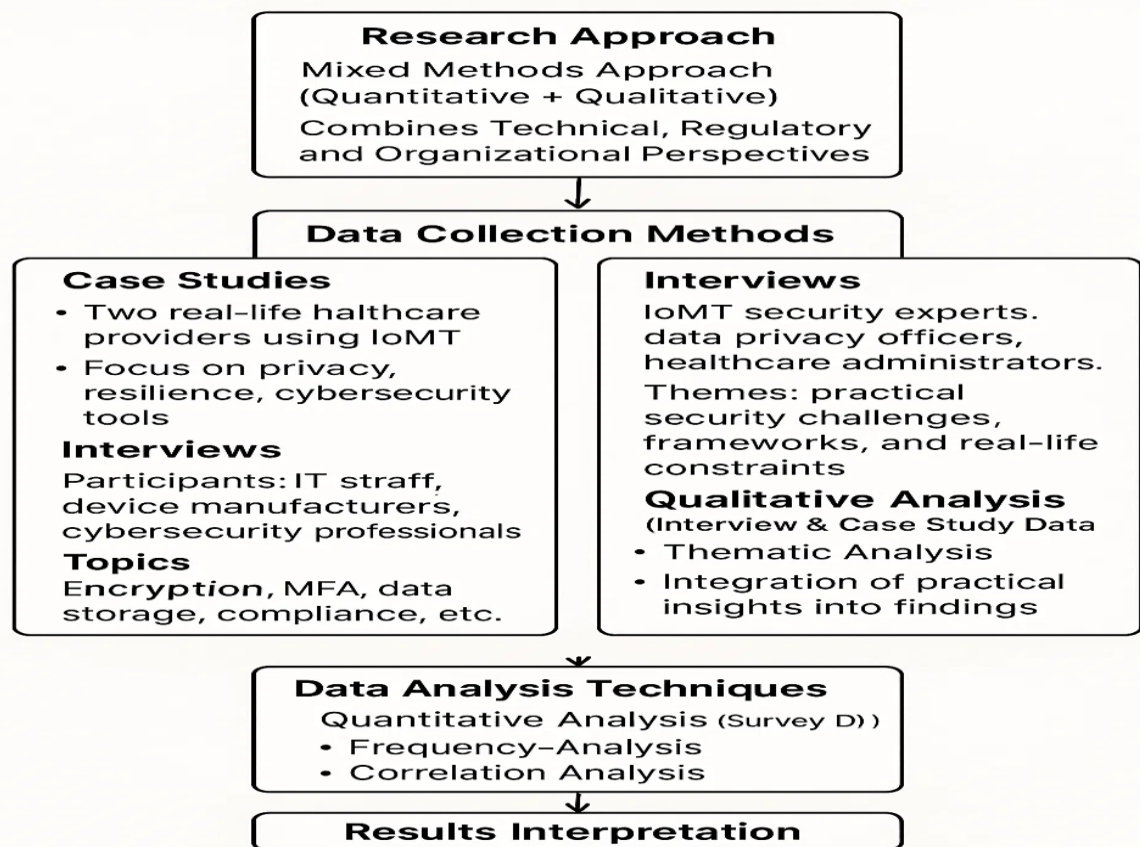 Research Approach
Mixed Methods Approach
(Quantitative + Qualitative)
Combines Technical, Regulatory
and Organizational Perspectives
Data Collection Methods
Case Studies
• Two real-life halthcare
providers using IoMT
• Focus on privacy,
resilience, cybersecurity
tools
Interviews
Participants: IT straff,
device manufacturers,
cybersecurity professionals
Topics
Encryption, MFA, data
storage, compliance, etc.
Interviews
IoMT security experts.
data privacy officers,
healthcare administrators.
Themes: practical
security challenges,
frameworks, and real-life
constraints
Qualitative Analysis
(Interview & Case Study Data
• Thematic Analysis
• Integration of practical
insights into findings
Data Analysis Techniques
Quantitative Analysis (Survey D) )
• Frequency-Analysis
• Correlation Analysis
Results Interpretation